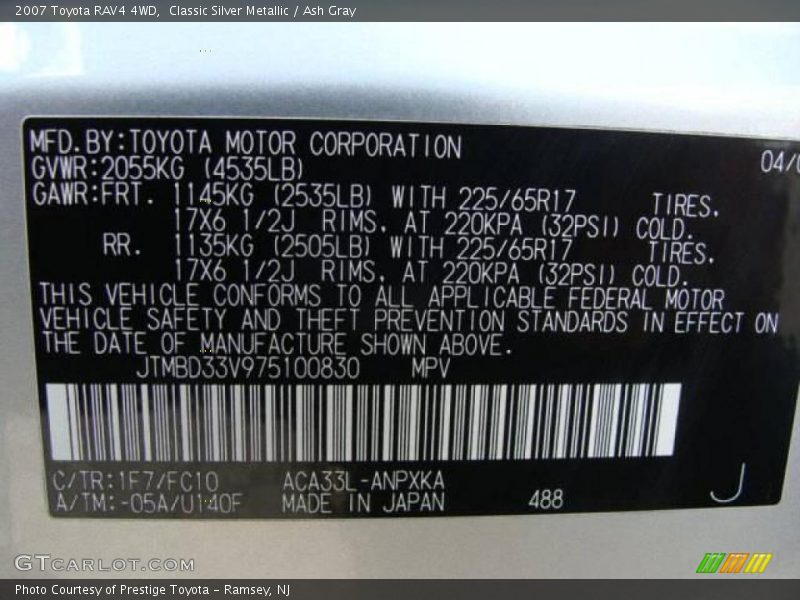 2007 Toyota RAV4 4WD,  Classic Silver Metallic / Ash Gray
MFD.BY:TOYOTA MOTOR CORPORATION 04/0
GVWR:2055KG (4535LB)
GAWR:FRT. 1145KG (2535LB) WITH 225/65R17 TIRES.
17X6 1/2J RIMS. AT 220KPA (32PSI) COLD.
RR. 1135KG (2505LB) WITH 225/65R17 TIRES.
17X6 1/2J RIMS. AT 220KPA (32PSI) COLD.
THIS VEHICLE CONFORMS TO ALL APPLICABLE FEDERAL MOTOR
VEHICLE SAFETY AND THEFT PREVENTION STANDARDS IN EFFECT ON
THE DATE OF MANUFACTURE SHOWN ABOVE.
JTMBD33V975100830 MPV
C/TR:1F7/FC10 ACA33L-ANPXKA
A/TM:-05A/U140F MADE IN JAPAN 488 J
GTCARLOT.COM
Photo Courtesy of Prestige Toyota - Ramsey, NJ